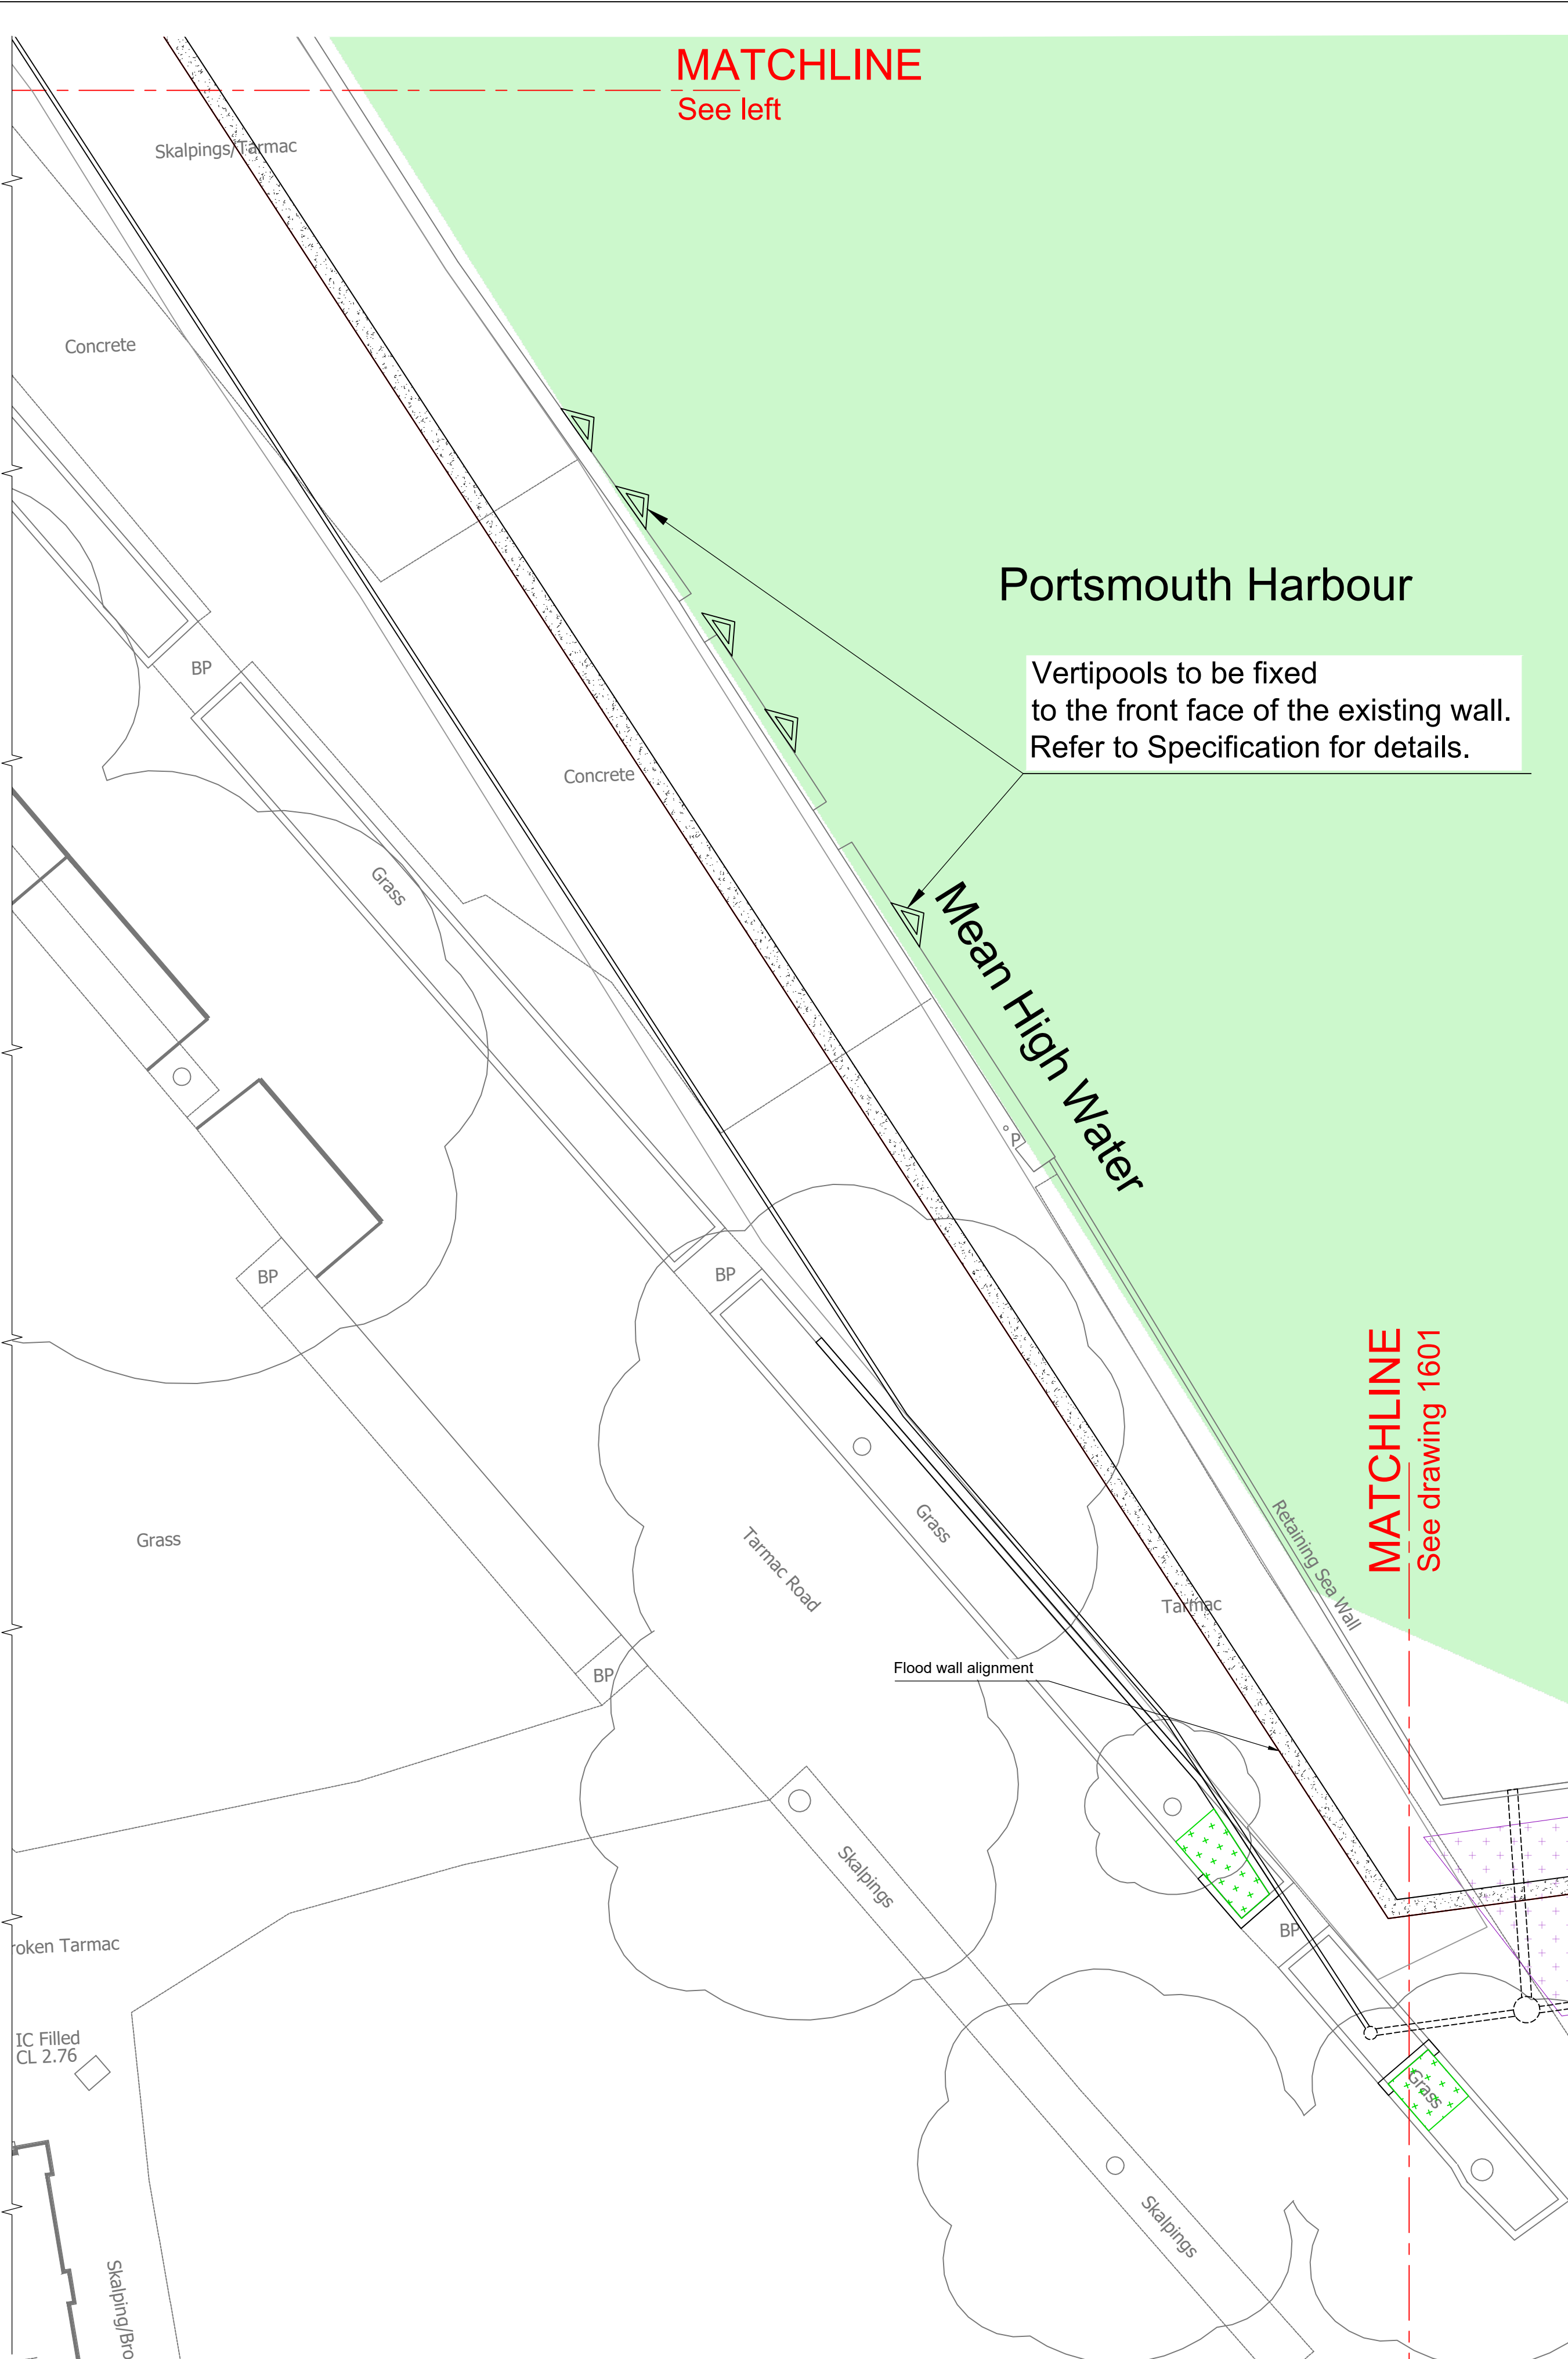 MATCHLINE
See left
Skalpings/Tarmac
Concrete
Portsmouth Harbour
BP
Vertipools to be fixed
to the front face of the existing wall.
Refer to Specification for details.
Concrete
Grass
Mean High Water
P
BP
BP
MATCHLINE
See drawing 1601
Grass
Grass
Tarmac Road
Retaining Sea Wall
Tarmac
Flood wall alignment
BP
Skalpings
BP
roken Tarmac
IC Filled
CL 2.76
Grass
Skalpings
Skalping/Bro